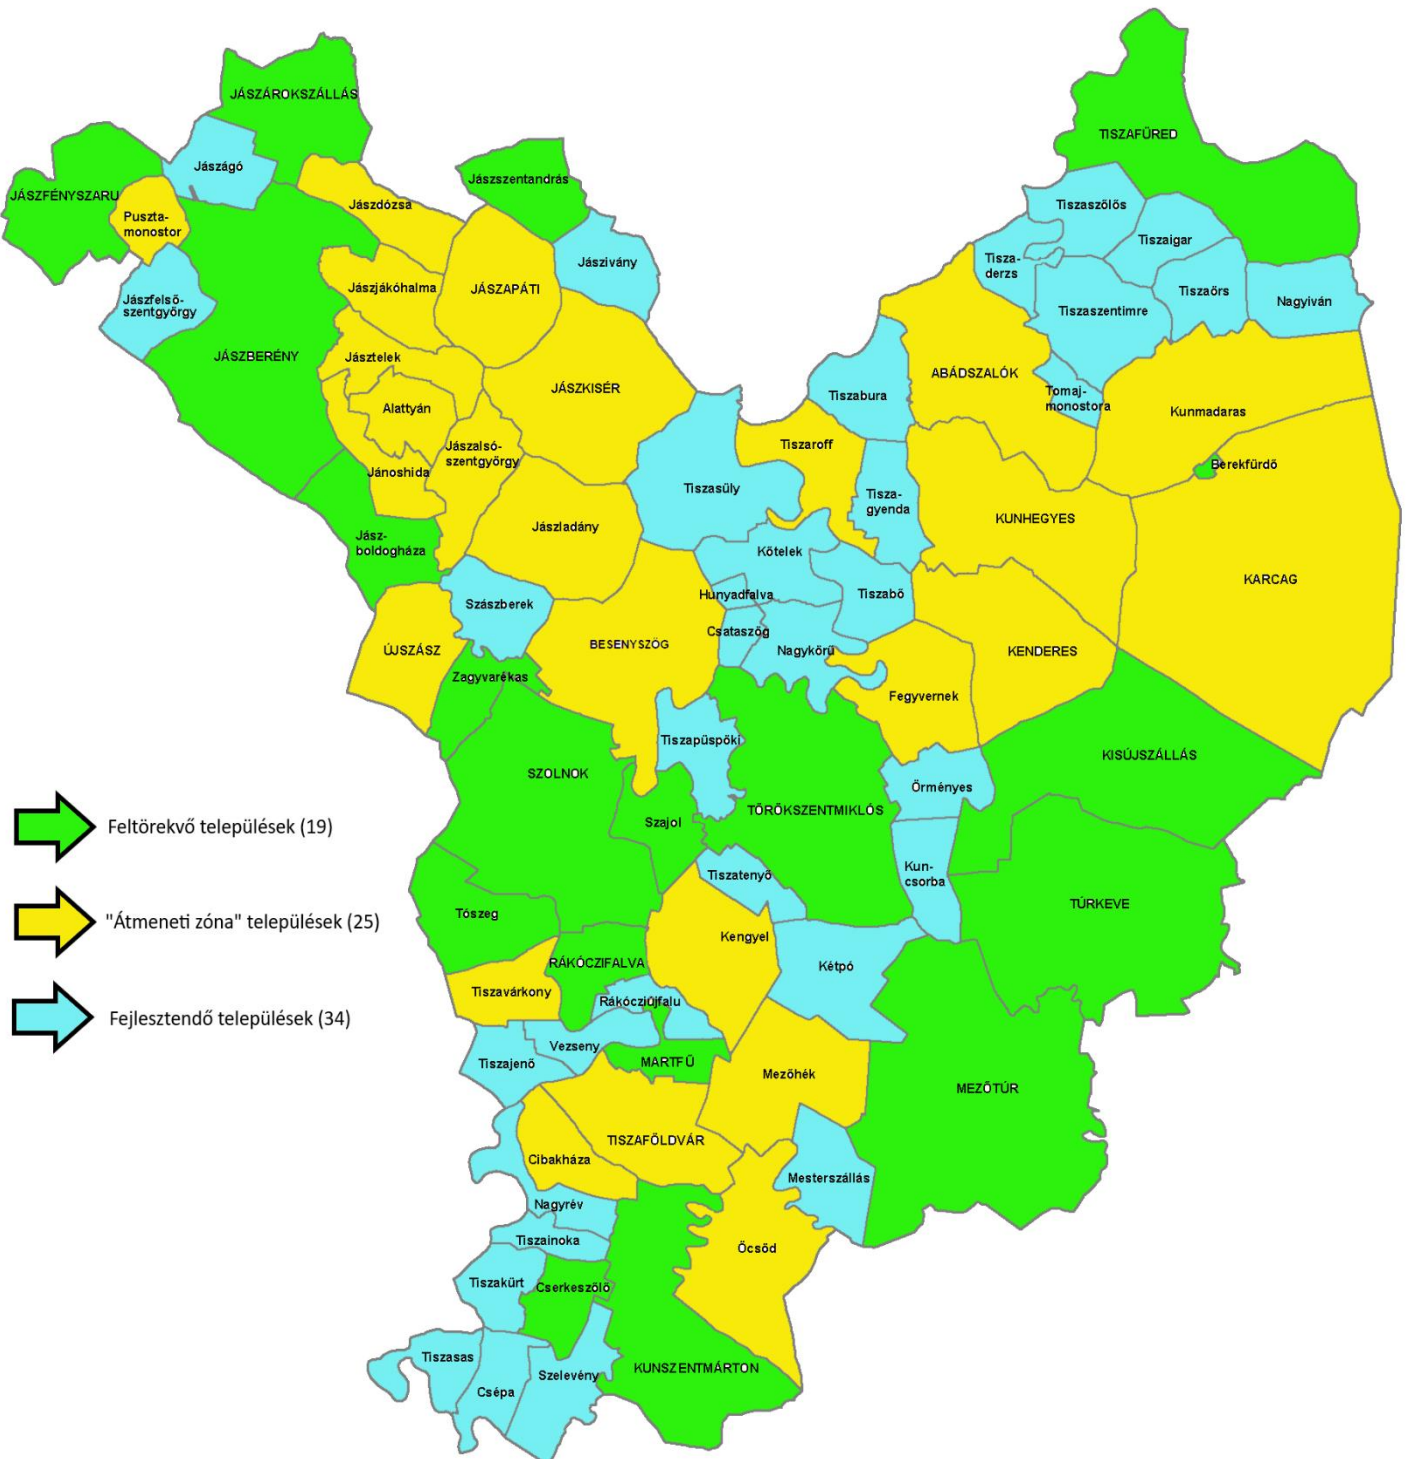 JÁSZÁROKSZÁLLÁS
TISZAFÜRED
Jászágó
Jászszentandrás
JÁSZFÉNYSZARU
Jászdózsa
Tiszaszőlős
Puszta-
monostor
Tiszaigar
Jászivány
Tisza-
derzs
Jászjákóhalma
JÁSZAPÁTI
Tiszaörs
Nagyiván
Jászfelső-
szentgyörgy
Tiszaszentimre
JÁSZBERÉNY
Jásztelek
ABÁDSZALÓK
JÁSZKISÉR
Tiszabura
Tomaj-
monostora
Alattyán
Kunmadaras
Jászalsó-
szentgyörgy
Tiszaroff
Berekfürdő
Jánoshida
Tiszasüly
Tisza-
gyenda
KUNHEGYES
Jászladány
Jász-
boldogháza
Kőtelek
KARCAG
Hunyadfalva
Tiszabő
Szászberek
Csataszög
BESENYSZÖG
ÚJSZÁSZ
Nagykörű
KENDERES
Zagyvarékas
Fegyvernek
Tiszapüspöki
KISÚJSZÁLLÁS
SZOLNOK
Örményes
TÖRÖKSZENTMIKLÓS
Szajol
Feltörekvő települések (19)
Kun-
csorba
Tiszatenyő
TÚRKEVE
Tószeg
"Átmeneti zóna" települések (25)
Kengyel
RÁKÓCZIFALVA
Kétpó
Tiszavárkony
Rákócziújfalu
Fejlesztendő települések (34)
Vezseny
Tiszajenő
MARTFŰ
Mezőhék
MEZŐTÚR
TISZAFÖLDVÁR
Cibakháza
Mesterszállás
Nagyrév
Tiszainoka
Öcsöd
Tiszakürt
Cserkeszőlő
Tiszasas
KUNSZENTMÁRTON
Szelevény
Csépa